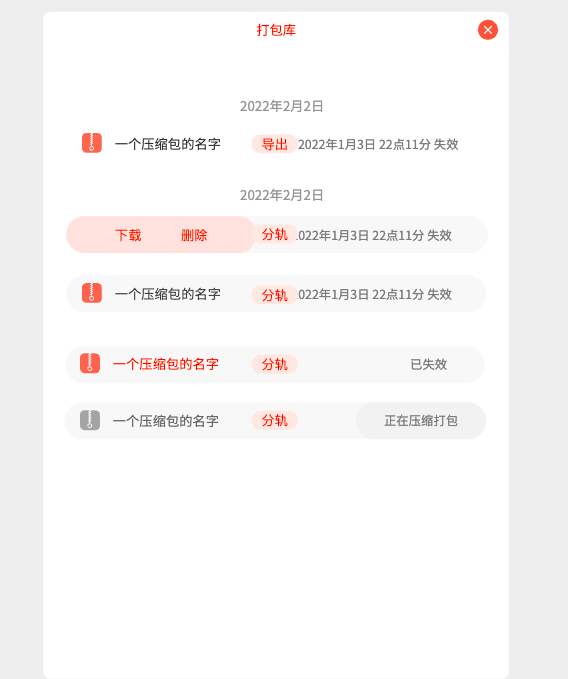 打包库
2022年2月2日
一个压缩包的名字 导出 2022年1月3日 22点11分 失效
2022年2月2日
下载 删除 分轨 2022年1月3日 22点11分 失效
一个压缩包的名字 分轨 2022年1月3日 22点11分 失效
一个压缩包的名字 分轨 已失效
一个压缩包的名字 分轨 正在压缩打包